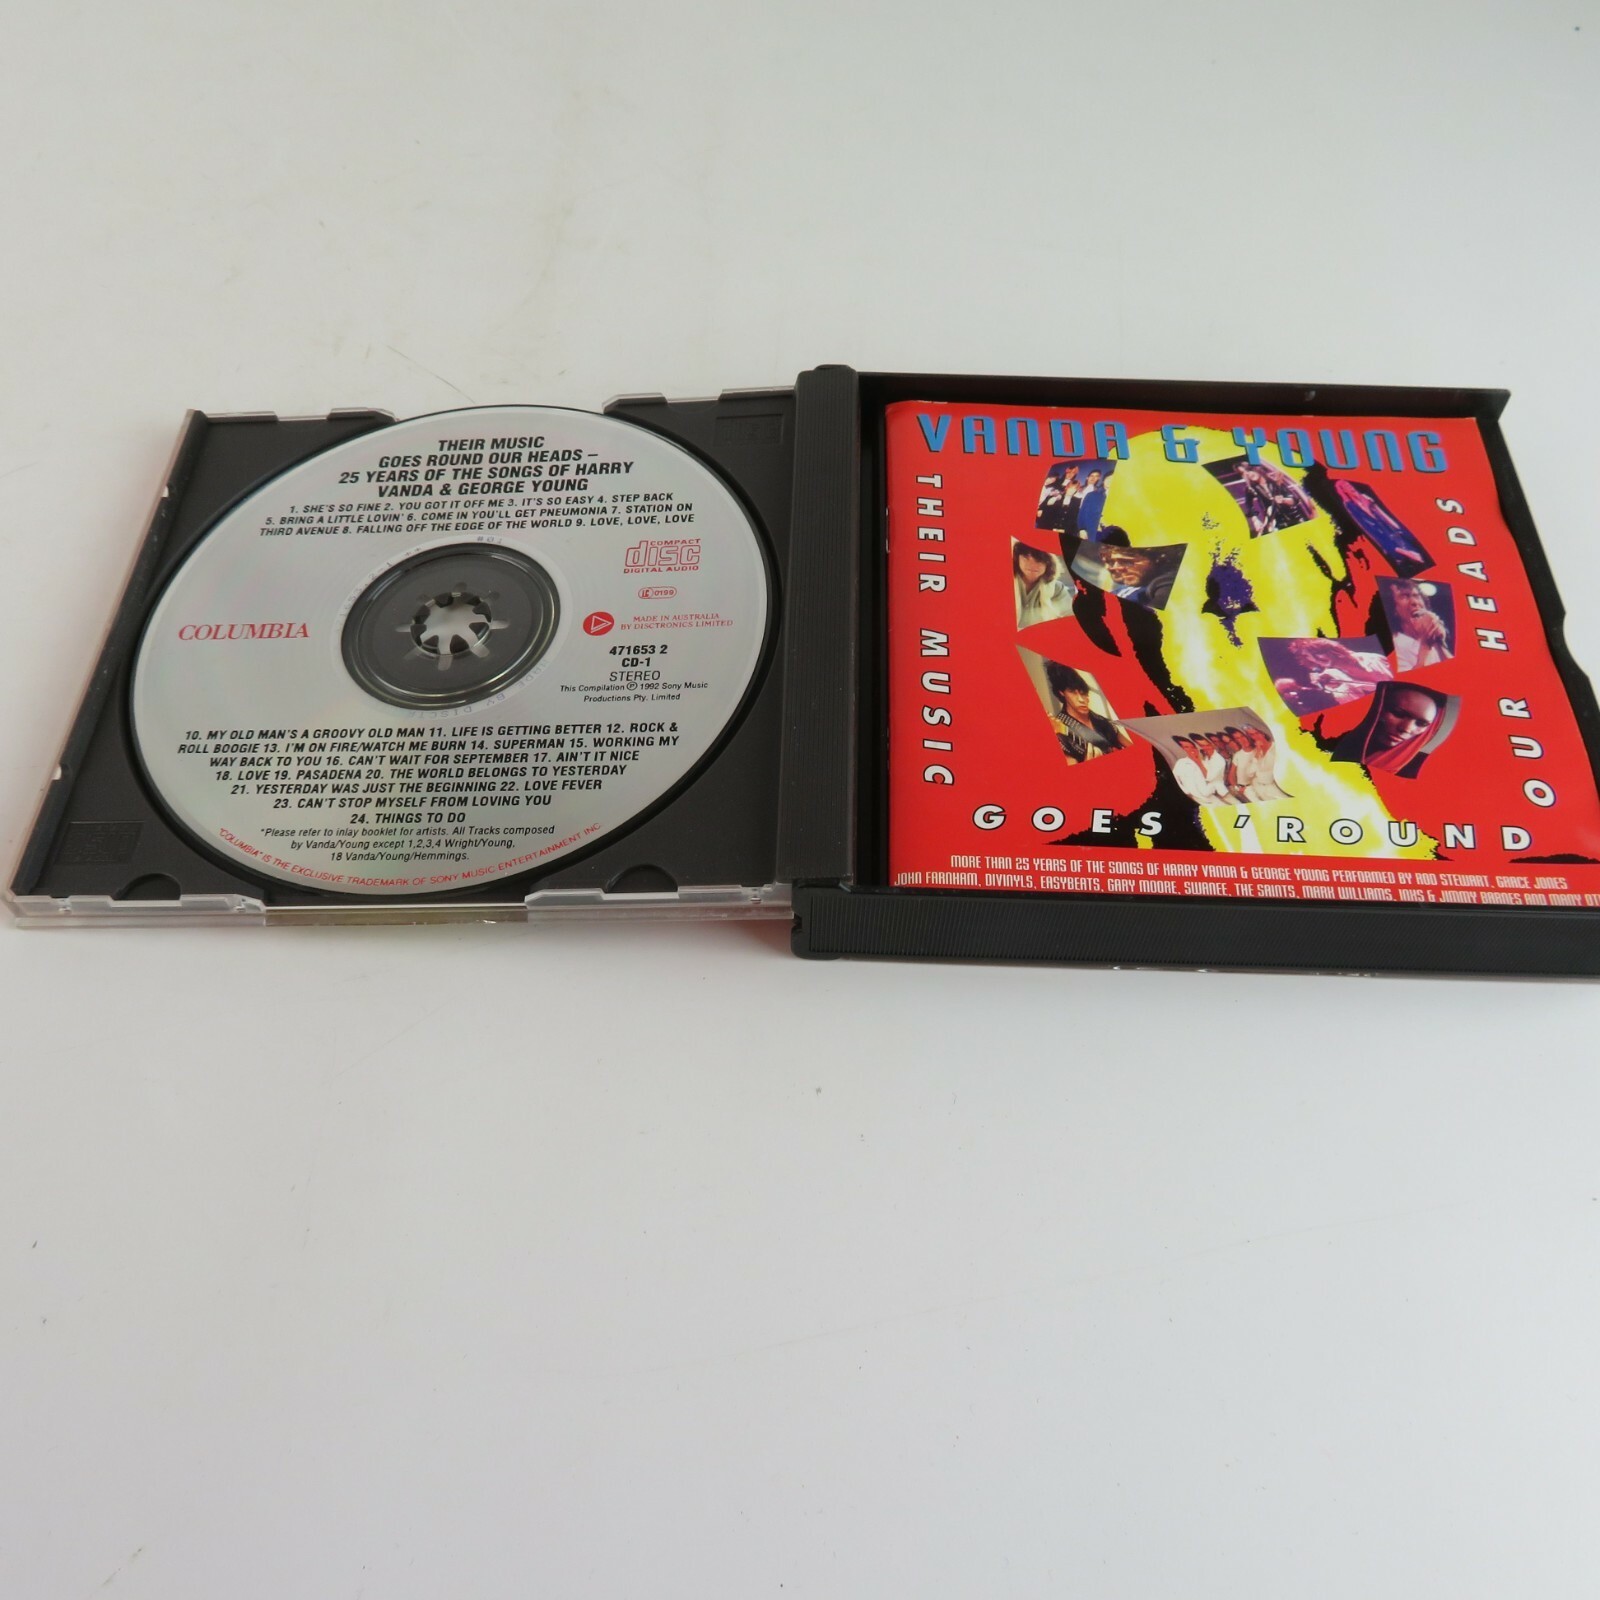 THEIR MUSIC
GOES ROUND OUR HEADS –
25 YEARS OF THE SONGS OF HARRY
VANDA & GEORGE YOUNG
1. SHE'S SO FINE 2. YOU GOT IT OFF ME 3. IT'S SO EASY 4. STEP BACK
5. BRING A LITTLE LOVIN' 6. COME IN YOU'LL GET PNEUMONIA 7. STATION ON
THIRD AVENUE 8. FALLING OFF THE EDGE OF THE WORLD 9. LOVE, LOVE, LOVE
COMPACT
disc
DIGITAL AUDIO
COLUMBIA
MADE IN AUSTRALIA
BY DISCTRONICS LIMITED
471653 2
CD-1
STEREO
This Compilation ℗ 1992 Sony Music
Productions Pty. Limited
10. MY OLD MAN'S A GROOVY OLD MAN 11. LIFE IS GETTING BETTER 12. ROCK &
ROLL BOOGIE 13. I'M ON FIRE/WATCH ME BURN 14. SUPERMAN 15. WORKING MY
WAY BACK TO YOU 16. CAN'T WAIT FOR SEPTEMBER 17. AIN'T IT NICE
18. LOVE 19. PASADENA 20. THE WORLD BELONGS TO YESTERDAY
21. YESTERDAY WAS JUST THE BEGINNING 22. LOVE FEVER
23. CAN'T STOP MYSELF FROM LOVING YOU
24. THINGS TO DO
*Please refer to inlay booklet for artists. All Tracks composed
by Vanda/Young except 1,2,3,4 Wright/Young,
18 Vanda/Young/Hemmings.
"COLUMBIA" IS THE EXCLUSIVE TRADEMARK OF SONY MUSIC ENTERTAINMENT INC.
VANDA & YOUNG
THEIR MUSIC
GOES 'ROUND
OUR HEADS
MORE THAN 25 YEARS OF THE SONGS OF HARRY VANDA & GEORGE YOUNG PERFORMED BY ROD STEWART, GRACE JONES
JOHN FARNHAM, DIVINYLS, EASYBEATS, GARY MOORE, SWANEE, THE SAINTS, MARK WILLIAMS, INXS & JIMMY BARNES AND MANY